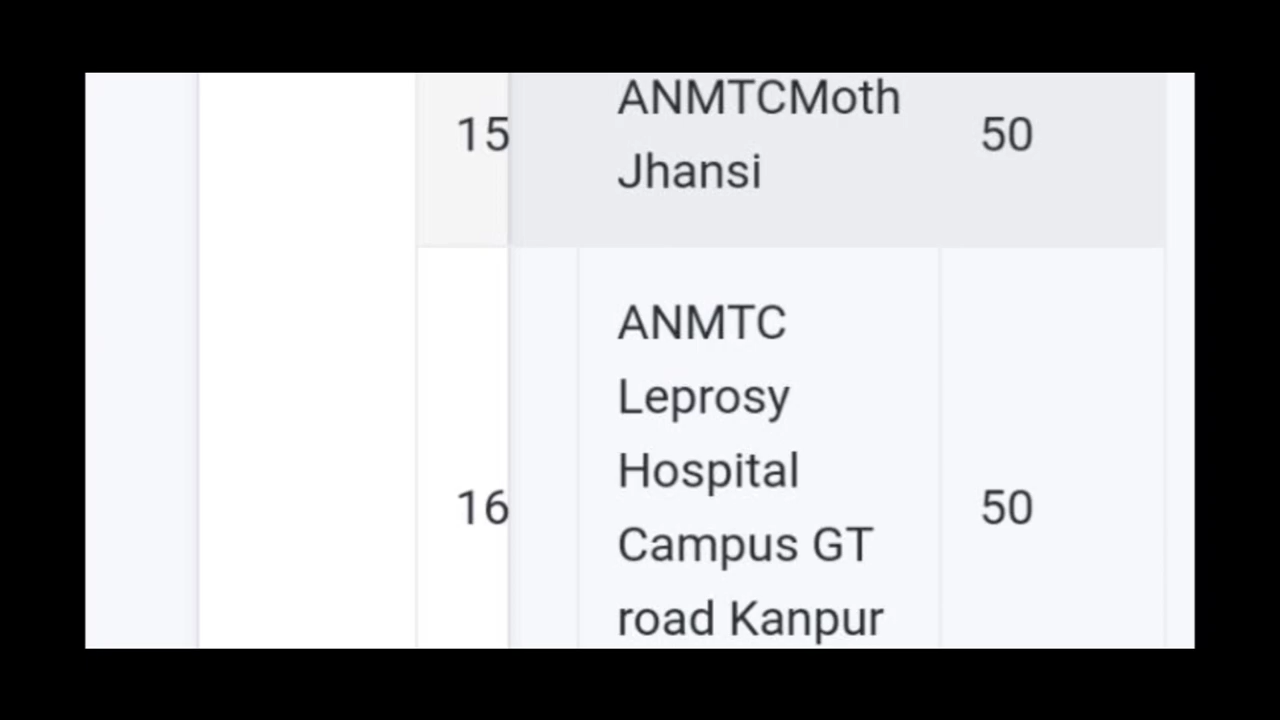 15 ANMTCMoth 50
Jhansi
ANMTC
Leprosy
Hospital
16 50
Campus GT
road Kanpur